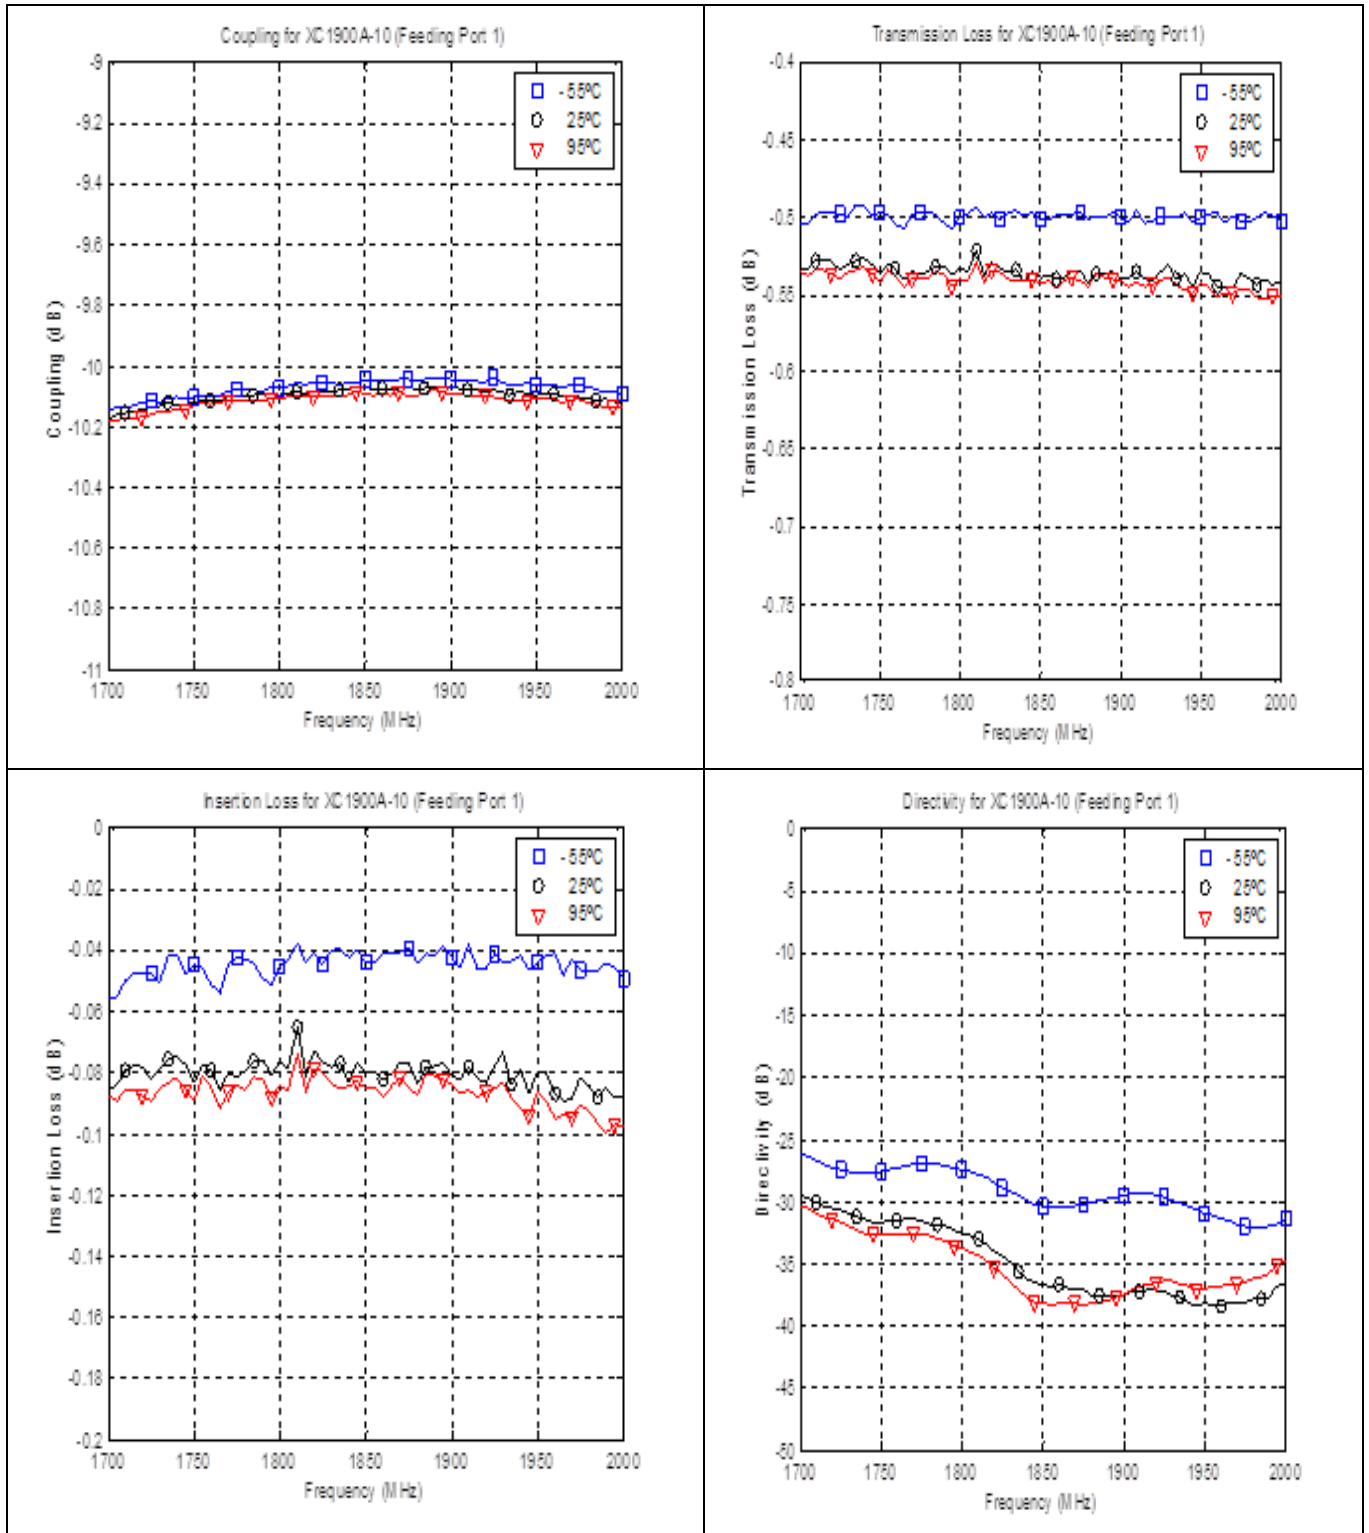 Coupling for XC1900A-10 (Feeding Port 1)
-9
-9.2
-9.4
-9.6
-9.8
-10
-10.2
-10.4
-10.6
-10.8
-11
Coupling (dB)
-55ºC
25ºC
95ºC
1700
1750
1800
1850
1900
1950
2000
Frequency (MHz)
Transmission Loss for XC1900A-10 (Feeding Port 1)
-0.4
-0.45
-0.5
-0.55
-0.6
-0.65
-0.7
-0.75
-0.8
Transmission Loss (dB)
-55ºC
25ºC
95ºC
1700
1750
1800
1850
1900
1950
2000
Frequency (MHz)
Insertion Loss for XC1900A-10 (Feeding Port 1)
0
-0.02
-0.04
-0.06
-0.08
-0.1
-0.12
-0.14
-0.16
-0.18
-0.2
Insertion Loss (dB)
-55ºC
25ºC
95ºC
1700
1750
1800
1850
1900
1950
2000
Frequency (MHz)
Directivity for XC1900A-10 (Feeding Port 1)
0
-5
-10
-15
-20
-25
-30
-35
-40
-45
-50
Directivity (dB)
-55ºC
25ºC
95ºC
1700
1750
1800
1850
1900
1950
2000
Frequency (MHz)